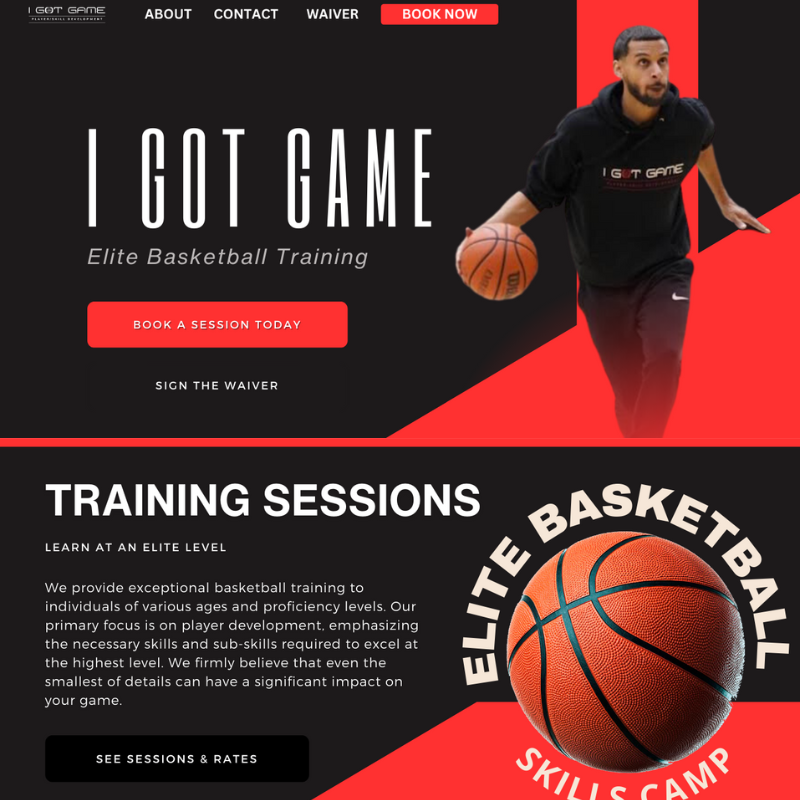 I GOT GAME
PLAYER/SKILL DEVELOPMENT
ABOUT CONTACT WAIVER BOOK NOW
I GOT GAME
Elite Basketball Training
BOOK A SESSION TODAY
SIGN THE WAIVER
I GOT GAME
TRAINING SESSIONS
LEARN AT AN ELITE LEVEL
We provide exceptional basketball training to
individuals of various ages and proficiency levels. Our
primary focus is on player development, emphasizing
the necessary skills and sub-skills required to excel at
the highest level. We firmly believe that even the
smallest of details can have a significant impact on
your game.
SEE SESSIONS & RATES
ELITE BASKETBALL
SKILLS CAMP